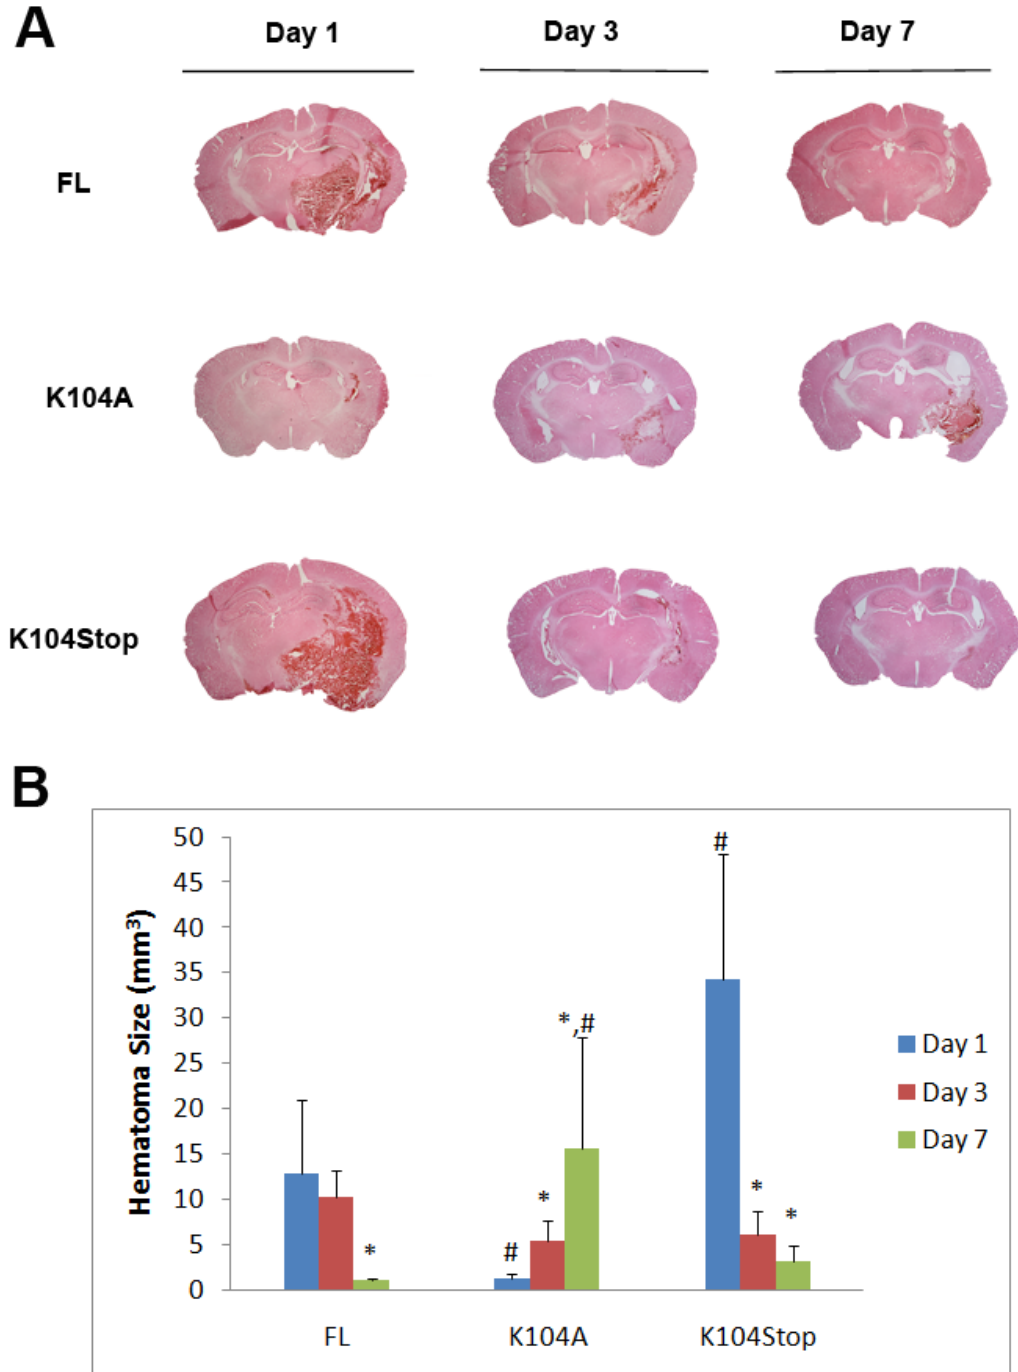 A
Day 1 Day 3 Day 7
FL
K104A
K104Stop
B
50
45
40
35
30
25
20
15
10
5
0
Hematoma Size (mm³)
*
#
*
*,#
#
*
*
FL K104A K104Stop
Day 1
Day 3
Day 7